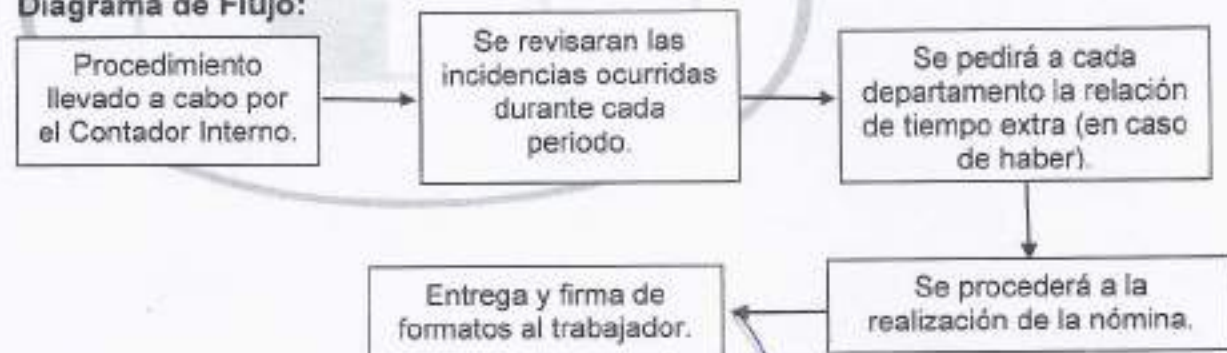 Diagrama de Flujo:
Procedimiento
llevado a cabo por
el Contador Interno.
Se revisaran las
incidencias ocurridas
durante cada
periodo.
Se pedirá a cada
departamento la relación
de tiempo extra (en caso
de haber).
Se procederá a la
realización de la nómina.
Entrega y firma de
formatos al trabajador.